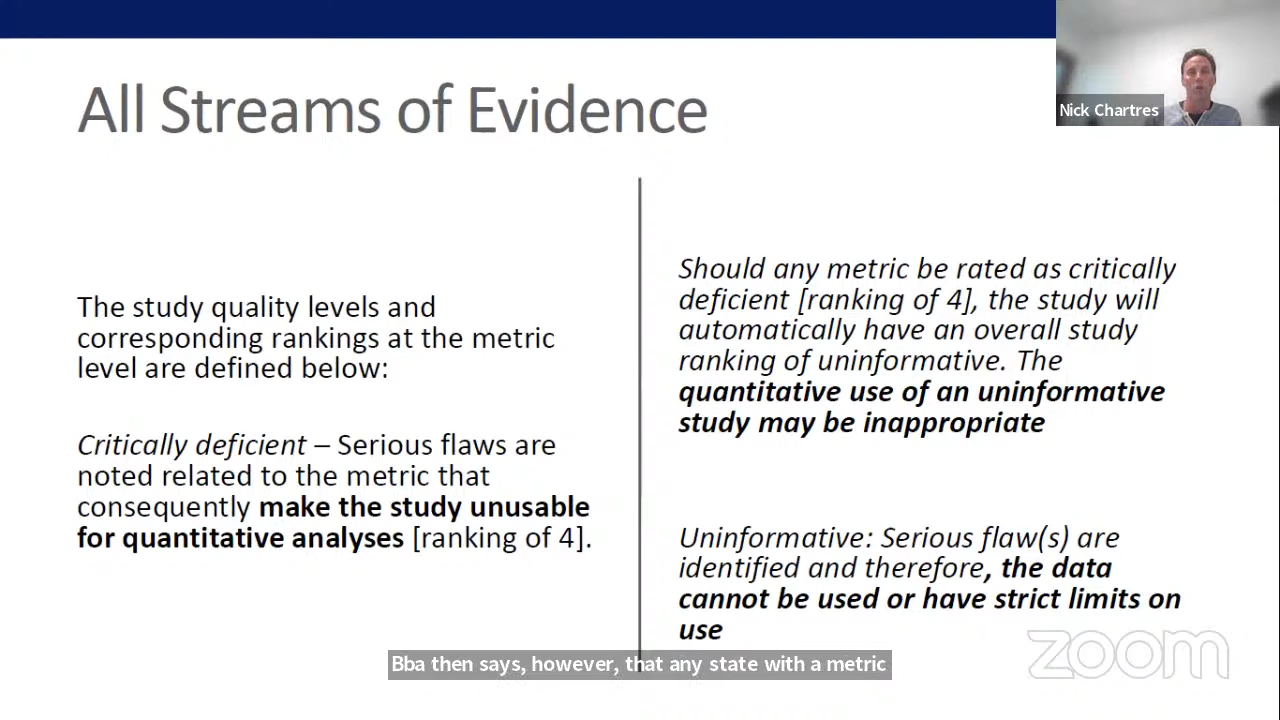 All Streams of Evidence
Nick Chartres
The study quality levels and
corresponding rankings at the metric
level are defined below:
Critically deficient – Serious flaws are
noted related to the metric that
consequently make the study unusable
for quantitative analyses [ranking of 4].
Should any metric be rated as critically
deficient [ranking of 4], the study will
automatically have an overall study
ranking of uninformative. The
quantitative use of an uninformative
study may be inappropriate
Uninformative: Serious flaw(s) are
identified and therefore, the data
cannot be used or have strict limits on
use
zoom
Bba then says, however, that any state with a metric